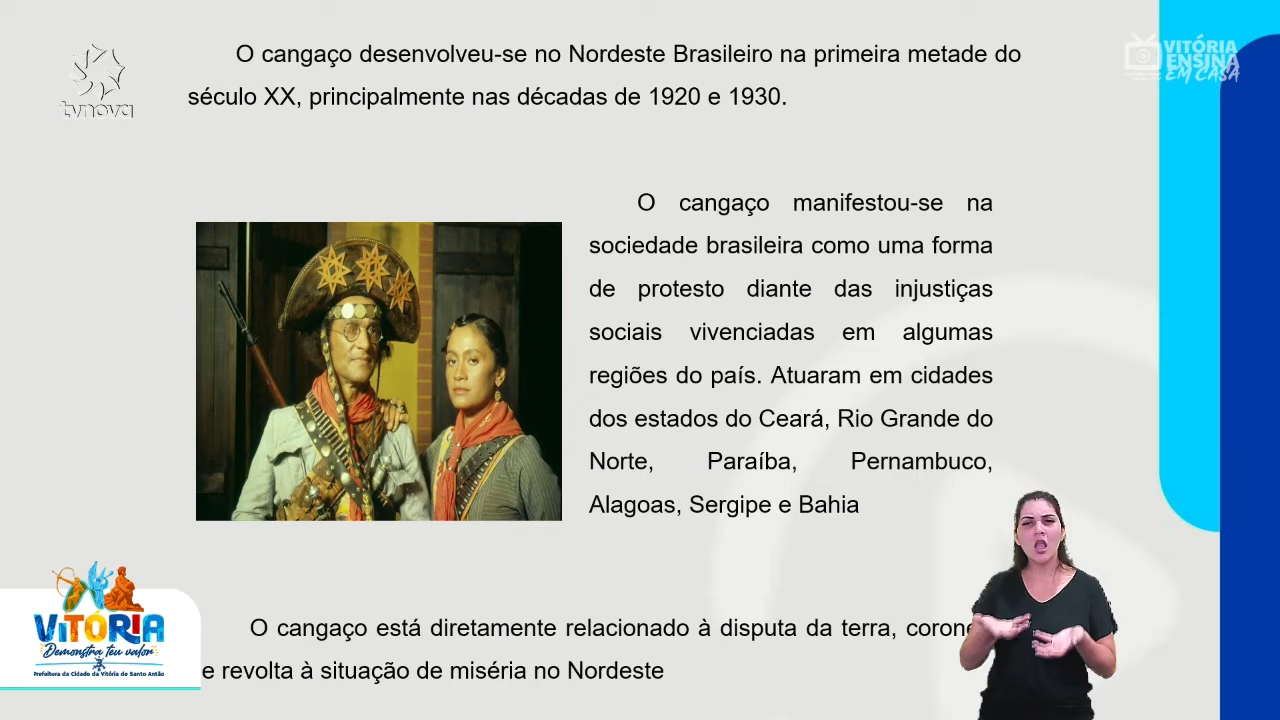 O cangaço desenvolveu-se no Nordeste Brasileiro na primeira metade do
século XX, principalmente nas décadas de 1920 e 1930.
tvnova
VITÓRIA
ENSINA
EM CASA
O cangaço manifestou-se na
sociedade brasileira como uma forma
de protesto diante das injustiças
sociais vivenciadas em algumas
regiões do país. Atuaram em cidades
dos estados do Ceará, Rio Grande do
Norte, Paraíba, Pernambuco,
Alagoas, Sergipe e Bahia
O cangaço está diretamente relacionado à disputa da terra,
e revolta à situação de miséria no Nordeste
VITÓRIA
Demonstra teu valor
Prefeitura da Cidade da Vitória de Santo Antão